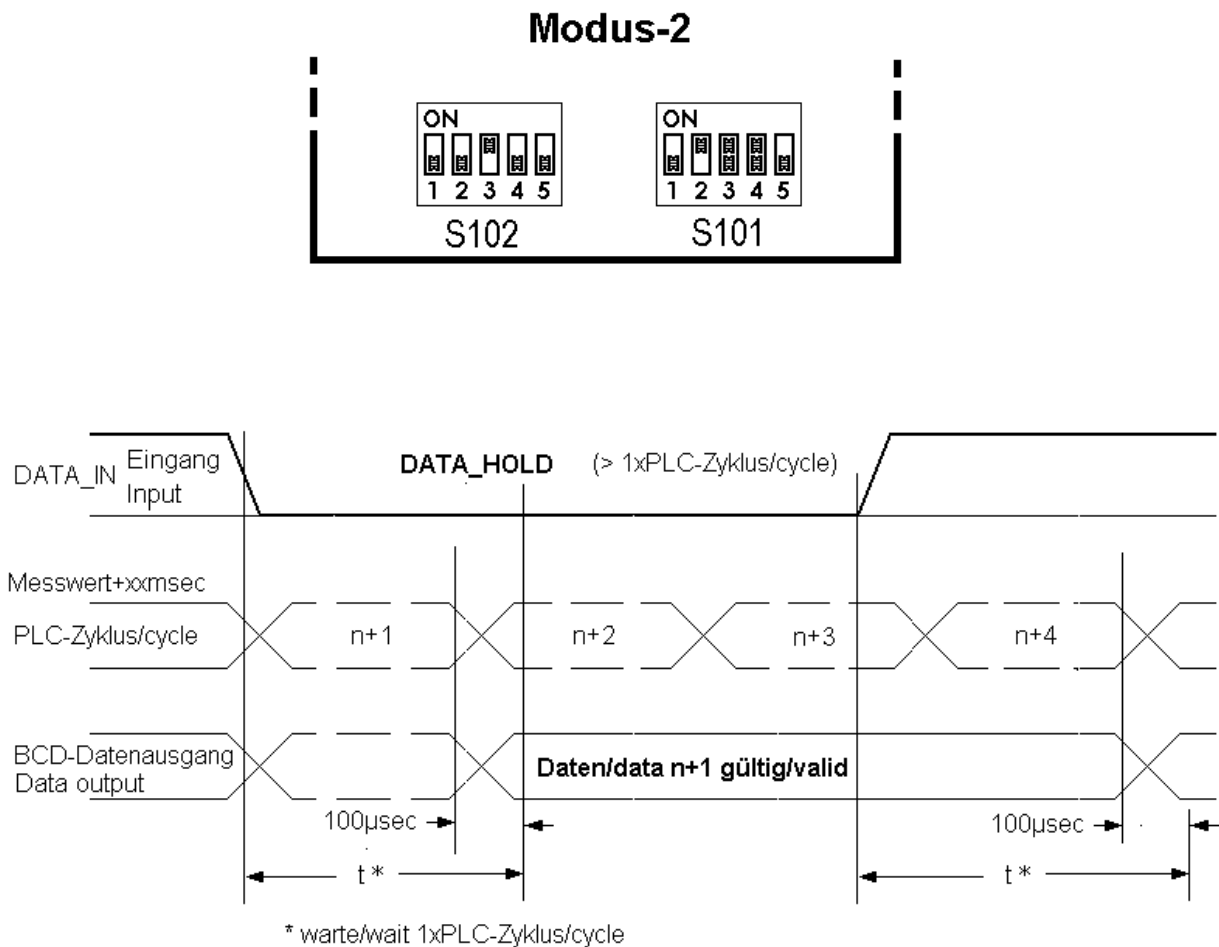 Modus-2
ON ON
1 2 3 4 5 1 2 3 4 5
S102 S101
DATA_IN Eingang
Input
DATA_HOLD (> 1xPLC-Zyklus/cycle)
Messwert+xxmsec
PLC-Zyklus/cycle n+1 n+2 n+3 n+4
BCD-Datenausgang
Data output
Daten/data n+1 gültig/valid
100µsec 100µsec
t* t*
* warte/wait 1xPLC-Zyklus/cycle